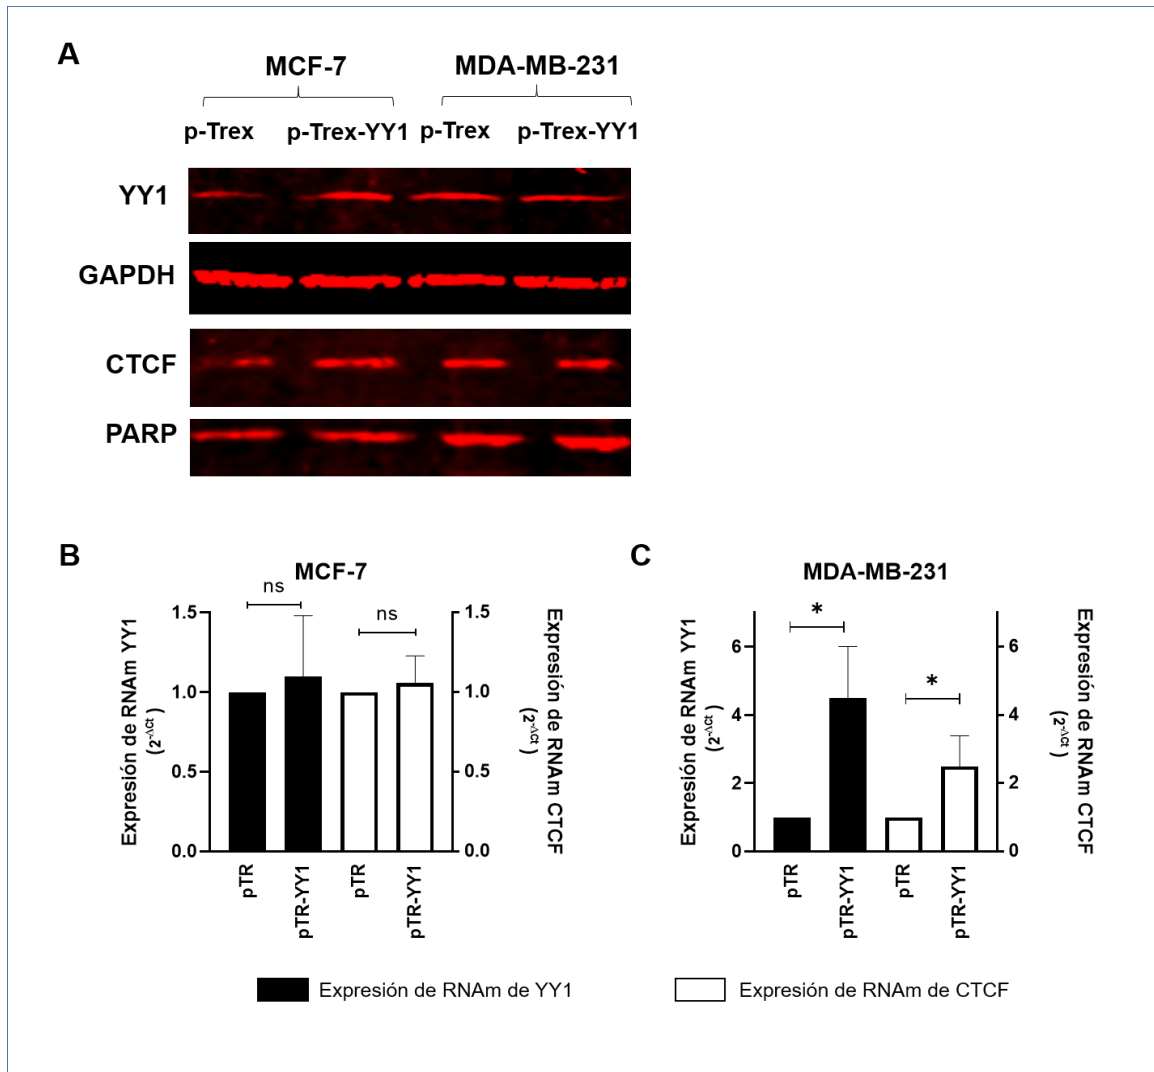 A
MCF-7
MDA-MB-231
p-Trex
p-Trex-YY1
p-Trex
p-Trex-YY1
YY1
GAPDH
CTCF
PARP
B
MCF-7
ns
ns
Expresión de RNAm YY1
(2^-ΔCt)
1.5
1.0
0.5
0.0
1.5
1.0
0.5
0.0
Expresión de RNAm CTCF
(2^-ΔCt)
pTR
pTR-YY1
pTR
pTR-YY1
C
MDA-MB-231
*
*
Expresión de RNAm YY1
(2^-ΔCt)
6
4
2
0
6
4
2
0
Expresión de RNAm CTCF
(2^-ΔCt)
pTR
pTR-YY1
pTR
pTR-YY1
Expresión de RNAm de YY1
Expresión de RNAm de CTCF